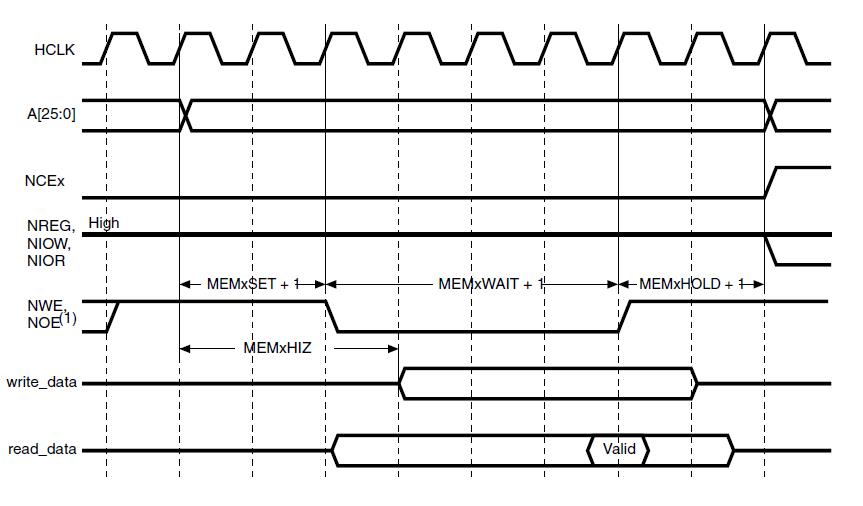 HCLK
A[25:0]
NCEx
NREG, High
NIOW,
NIOR
MEMxSET + 1 MEMxWAIT + 1 MEMxHOLD + 1
NWE,
NOE(1)
MEMxHIZ
write_data
read_data Valid